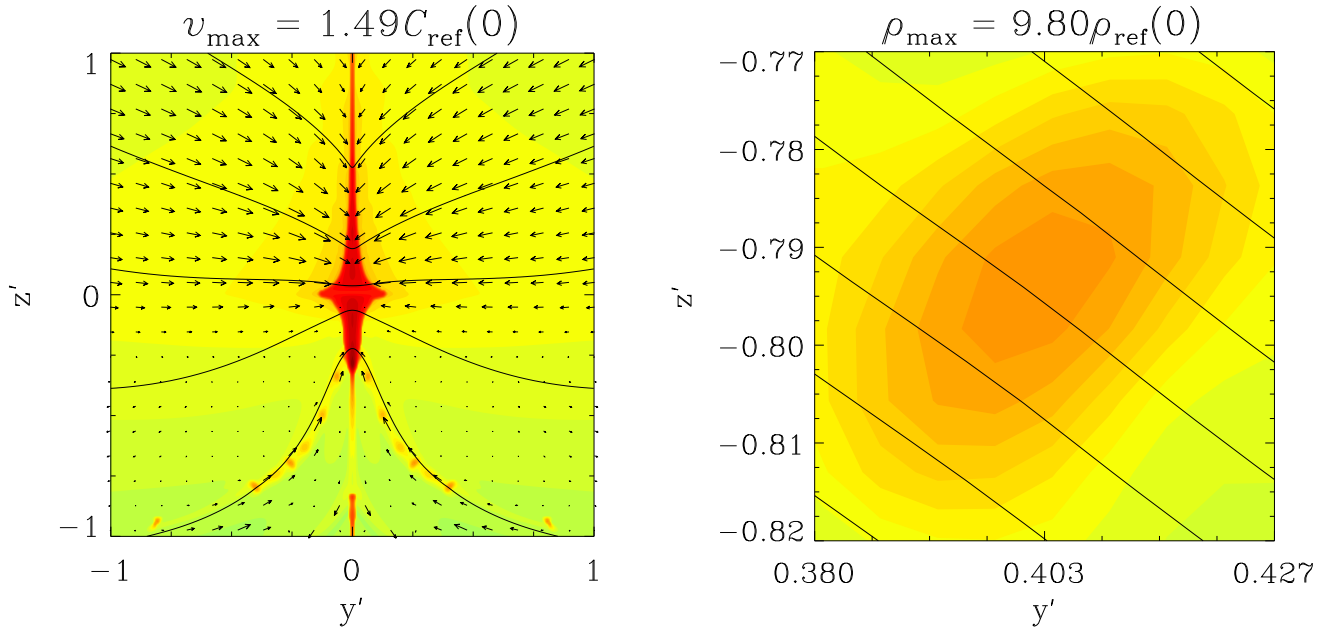 v_max = 1.49C_ref(0)
1
0
−1
z′
−1 0 1
y′
ρ_max = 9.80ρ_ref(0)
−0.77
−0.78
−0.79
−0.80
−0.81
−0.82
z′
0.380 0.403 0.427
y′